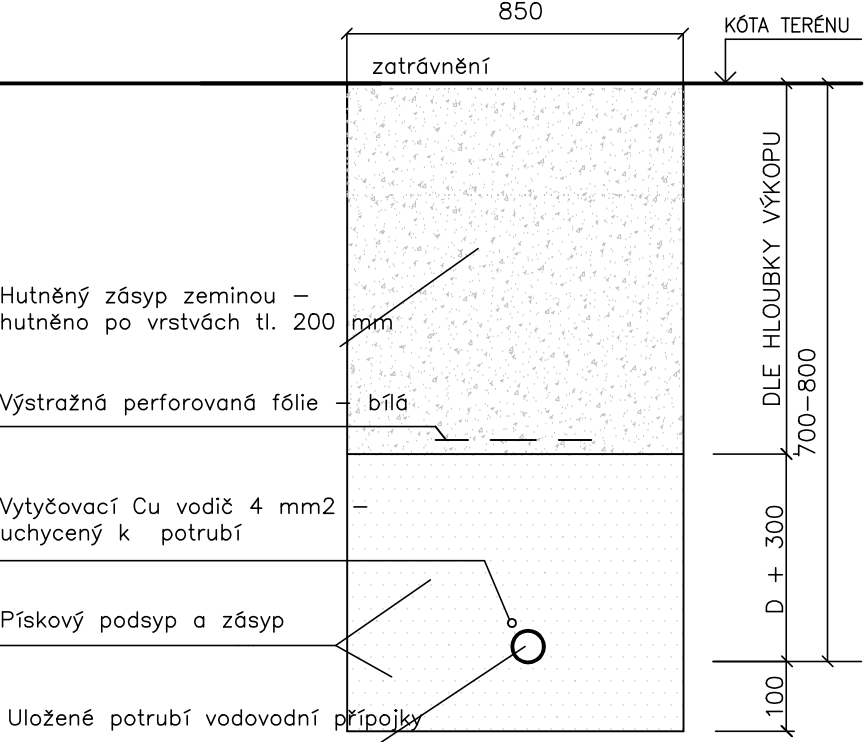 850
KÓTA TERÉNU
zatrávnění
DLE HLOUBKY VÝKOPU
Hutněný zásyp zeminou –
hutněno po vrstvách tl. 200 mm
700–800
Výstražná perforovaná fólie – bílá
Vytyčovací Cu vodič 4 mm2 –
uchycený k potrubí
D + 300
Pískový podsyp a zásyp
100
Uložené potrubí vodovodní přípojky